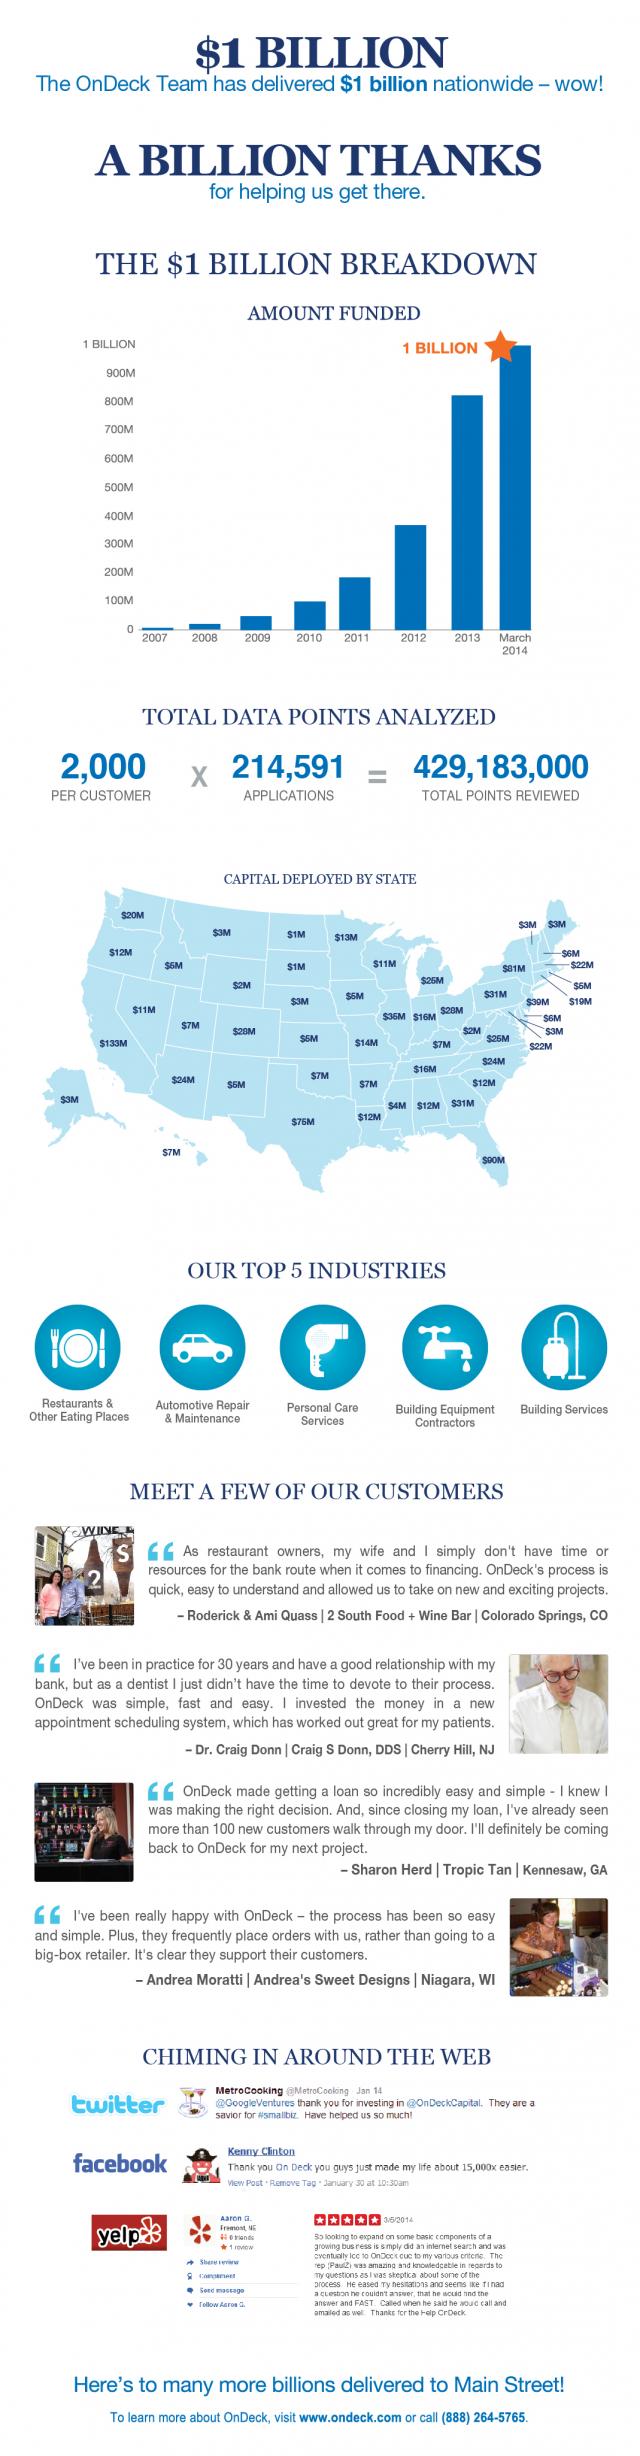 $1 BILLION
The OnDeck Team has delivered $1 billion nationwide – wow!
A BILLION THANKS
for helping us get there.
THE $1 BILLION BREAKDOWN
AMOUNT FUNDED
1 BILLION
1 BILLION
900M
800M
700M
600M
500M
400M
300M
200M
100M
0
2007 2008 2009 2010 2011 2012 2013 March
2014
TOTAL DATA POINTS ANALYZED
2,000 X 214,591 = 429,183,000
PER CUSTOMER APPLICATIONS TOTAL POINTS REVIEWED
CAPITAL DEPLOYED BY STATE
$20M
$3M
$1M
$13M
$3M
$3M
$12M
$5M
$1M
$11M
$6M
$22M
$81M
$2M
$25M
$5M
$11M
$3M
$5M
$31M
$39M
$19M
$7M
$28M
$5M
$35M
$16M
$28M
$6M
$3M
$133M
$14M
$2M
$25M
$22M
$7M
$24M
$5M
$7M
$7M
$16M
$24M
$12M
$3M
$75M
$12M
$4M
$12M
$31M
$7M
$90M
OUR TOP 5 INDUSTRIES
Restaurants &
Other Eating Places
Automotive Repair
& Maintenance
Personal Care
Services
Building Equipment
Contractors
Building Services
MEET A FEW OF OUR CUSTOMERS
WINE
S
2
“ As restaurant owners, my wife and I simply don't have time or
resources for the bank route when it comes to financing. OnDeck's process is
quick, easy to understand and allowed us to take on new and exciting projects.
– Roderick & Ami Quass | 2 South Food + Wine Bar | Colorado Springs, CO
“ I've been in practice for 30 years and have a good relationship with my
bank, but as a dentist I just didn't have the time to devote to their process.
OnDeck was simple, fast and easy. I invested the money in a new
appointment scheduling system, which has worked out great for my patients.
– Dr. Craig Donn | Craig S Donn, DDS | Cherry Hill, NJ
“ OnDeck made getting a loan so incredibly easy and simple - I knew I
was making the right decision. And, since closing my loan, I've already seen
more than 100 new customers walk through my door. I'll definitely be coming
back to OnDeck for my next project.
– Sharon Herd | Tropic Tan | Kennesaw, GA
“ I've been really happy with OnDeck – the process has been so easy
and simple. Plus, they frequently place orders with us, rather than going to a
big-box retailer. It's clear they support their customers.
– Andrea Moratti | Andrea's Sweet Designs | Niagara, WI
CHIMING IN AROUND THE WEB
twitter
MetroCooking @MetroCooking Jan 14
@GoogleVentures thank you for investing in @OnDeckCapital. They are a
savior for #smallbiz. Have helped us so much!
facebook
Kenny Clinton
Thank you On Deck you guys just made my life about 15,000x easier.
View Post · Remove Tag · January 30 at 10:30am
yelp
Aaron G.
Fremont, NE
0 friends
1 review
Share review
Compliment
Send message
Follow Aaron G.
3/6/2014
So looking to expand on some basic components of a
growing business is simply did an internet search and was
eventually led to OnDeck due to my various criteria. The
rep (PaulZ) was amazing and knowledgable in regards to
my questions as I was skeptical about some of the
process. He eased my hesitations and seems like if I had
a question he couldn't answer, that he would find the
answer and FAST. Called when he said he would call and
emailed as well. Thanks for the Help OnDeck.
Here's to many more billions delivered to Main Street!
To learn more about OnDeck, visit www.ondeck.com or call (888) 264-5765.